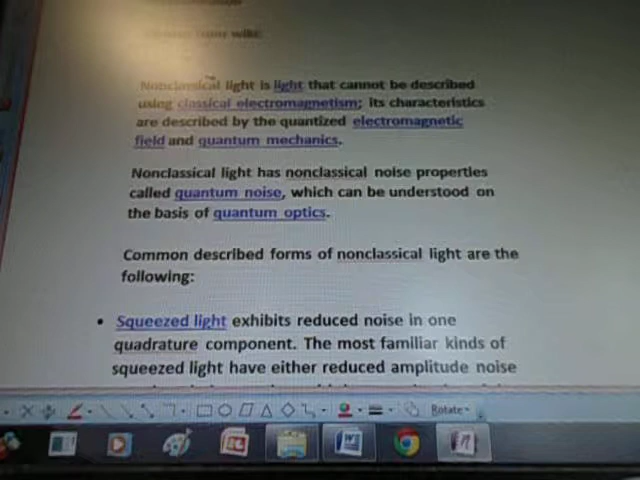 Nonclassical light is light that cannot be described
using classical electromagnetism; its characteristics
are described by the quantized electromagnetic
field and quantum mechanics.
Nonclassical light has nonclassical noise properties
called quantum noise, which can be understood on
the basis of quantum optics.
Common described forms of nonclassical light are the
following:
• Squeezed light exhibits reduced noise in one
quadrature component. The most familiar kinds of
squeezed light have either reduced amplitude noise
Rotate